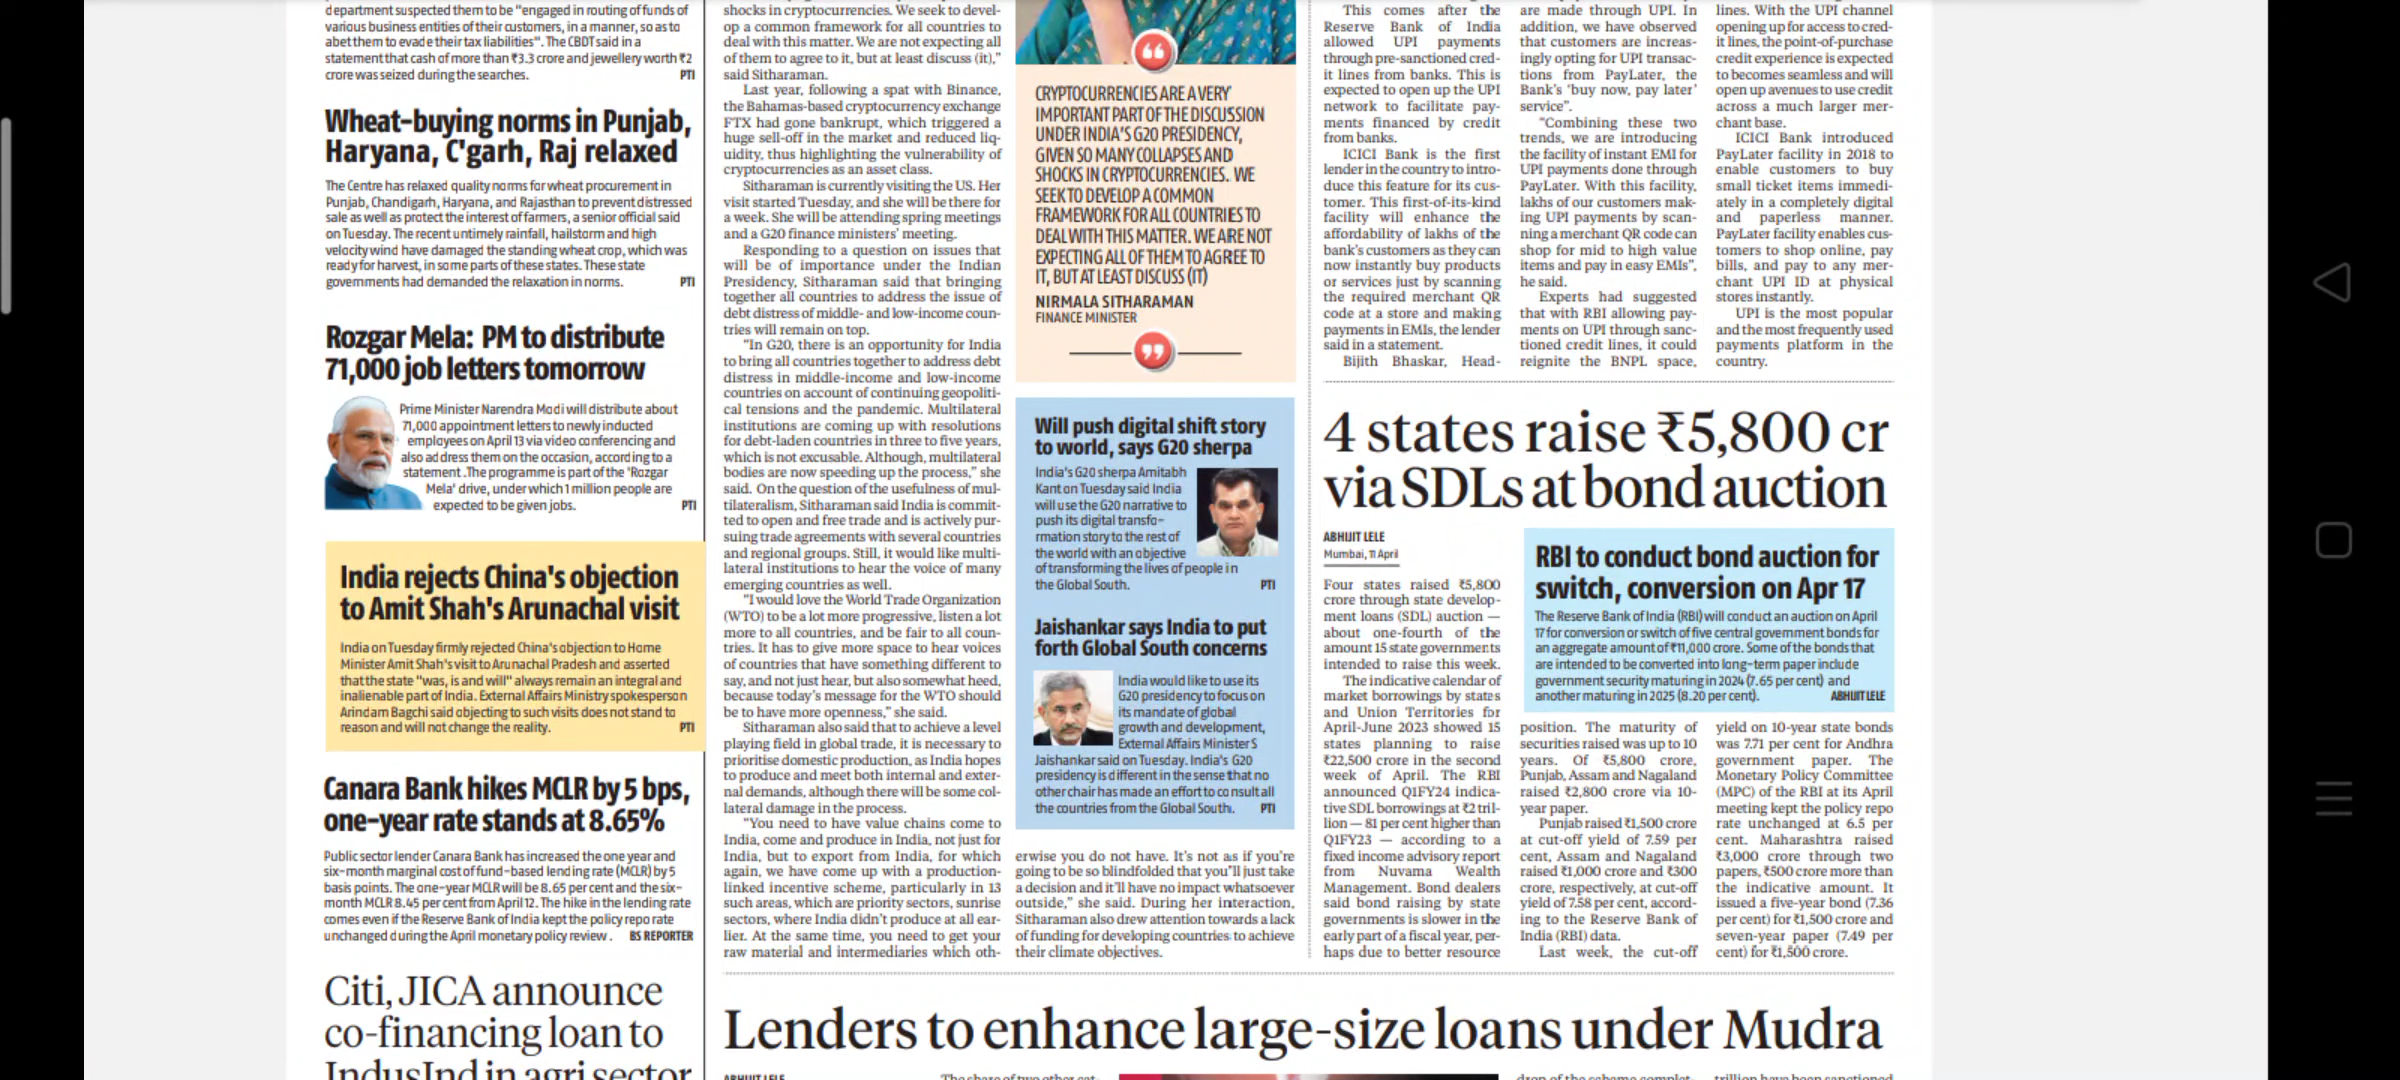 department suspected them to be "engaged in routing of funds of
various business entities of their customers, in a manner, so as to
abet them to evade their tax liabilities". The CBDT said in a
statement that cash of more than ₹3.3 crore and jewellery worth ₹2
crore was seized during the searches. PTI
Wheat-buying norms in Punjab,
Haryana, C'garh, Raj relaxed
The Centre has relaxed quality norms for wheat procurement in
Punjab, Chandigarh, Haryana, and Rajasthan to prevent distressed
sale as well as protect the interest of farmers, a senior official said
on Tuesday. The recent untimely rainfall, hailstorm and high
velocity wind have damaged the standing wheat crop, which was
ready for harvest, in some parts of these states. These state
governments had demanded the relaxation in norms. PTI
Rozgar Mela: PM to distribute
71,000 job letters tomorrow
Prime Minister Narendra Modi will distribute about
71,000 appointment letters to newly inducted
employees on April 13 via video conferencing and
also address them on the occasion, according to a
statement .The programme is part of the 'Rozgar
Mela' drive, under which 1 million people are
expected to be given jobs. PTI
India rejects China's objection
to Amit Shah's Arunachal visit
India on Tuesday firmly rejected China's objection to Home
Minister Amit Shah's visit to Arunachal Pradesh and asserted
that the state "was, is and will" always remain an integral and
inalienable part of India. External Affairs Ministry spokesperson
Arindam Bagchi said objecting to such visits does not stand to
reason and will not change the reality. PTI
Canara Bank hikes MCLR by 5 bps,
one-year rate stands at 8.65%
Public sector lender Canara Bank has increased the one year and
six-month marginal cost of fund-based lending rate (MCLR) by 5
basis points. The one-year MCLR will be 8.65 per cent and the six-
month MCLR 8.45 per cent from April 12. The hike in the lending rate
comes even if the Reserve Bank of India kept the policy repo rate
unchanged during the April monetary policy review . BS REPORTER
Citi, JICA announce
co-financing loan to
IndusInd in agri sector
shocks in cryptocurrencies. We seek to devel-
op a common framework for all countries to
deal with this matter. We are not expecting all
of them to agree to it, but at least discuss (it),"
said Sitharaman.
Last year, following a spat with Binance,
the Bahamas-based cryptocurrency exchange
FTX had gone bankrupt, which triggered a
huge sell-off in the market and reduced liq-
uidity, thus highlighting the vulnerability of
cryptocurrencies as an asset class.
Sitharaman is currently visiting the US. Her
visit started Tuesday, and she will be there for
a week. She will be attending spring meetings
and a G20 finance ministers' meeting.
Responding to a question on issues that
will be of importance under the Indian
Presidency, Sitharaman said that bringing
together all countries to address the issue of
debt distress of middle- and low-income coun-
tries will remain on top.
"In G20, there is an opportunity for India
to bring all countries together to address debt
distress in middle-income and low-income
countries on account of continuing geopoliti-
cal tensions and the pandemic. Multilateral
institutions are coming up with resolutions
for debt-laden countries in three to five years,
which is not excusable. Although, multilateral
bodies are now speeding up the process," she
said. On the question of the usefulness of mul-
tilateralism, Sitharaman said India is commit-
ted to open and free trade and is actively pur-
suing trade agreements with several countries
and regional groups. Still, it would like multi-
lateral institutions to hear the voice of many
emerging countries as well.
"I would love the World Trade Organization
(WTO) to be a lot more progressive, listen a lot
more to all countries, and be fair to all coun-
tries. It has to give more space to hear voices
of countries that have something different to
say, and not just hear, but also somewhat heed,
because today's message for the WTO should
be to have more openness," she said.
Sitharaman also said that to achieve a level
playing field in global trade, it is necessary to
prioritise domestic production, as India hopes
to produce and meet both internal and exter-
nal demands, although there will be some col-
lateral damage in the process.
"You need to have value chains come to
India, come and produce in India, not just for
India, but to export from India, for which
again, we have come up with a production-
linked incentive scheme, particularly in 13
such areas, which are priority sectors, sunrise
sectors, where India didn't produce at all ear-
lier. At the same time, you need to get your
raw material and intermediaries which oth-
CRYPTOCURRENCIES ARE A VERY
IMPORTANT PART OF THE DISCUSSION
UNDER INDIA'S G20 PRESIDENCY,
GIVEN SO MANY COLLAPSES AND
SHOCKS IN CRYPTOCURRENCIES. WE
SEEK TO DEVELOP A COMMON
FRAMEWORK FOR ALL COUNTRIES TO
DEAL WITH THIS MATTER. WE ARE NOT
EXPECTING ALL OF THEM TO AGREE TO
IT, BUT AT LEAST DISCUSS (IT)
NIRMALA SITHARAMAN
FINANCE MINISTER
Will push digital shift story
to world, says G20 sherpa
India's G20 sherpa Amitabh
Kant on Tuesday said India
will use the G20 narrative to
push its digital transfo-
rmation story to the rest of
the world with an objective
of transforming the lives of people in
the Global South. PTI
Jaishankar says India to put
forth Global South concerns
India would like to use its
G20 presidency to focus on
its mandate of global
growth and development,
External Affairs Minister S
Jaishankar said on Tuesday. India's G20
presidency is different in the sense that no
other chair has made an effort to consult all
the countries from the Global South. PTI
erwise you do not have. It's not as if you're
going to be so blindfolded that you'll just take
a decision and it'll have no impact whatsoever
outside," she said. During her interaction,
Sitharaman also drew attention towards a lack
of funding for developing countries to achieve
their climate objectives.
This comes after the
Reserve Bank of India
allowed UPI payments
through pre-sanctioned cred-
it lines from banks. This is
expected to open up the UPI
network to facilitate pay-
ments financed by credit
from banks.
ICICI Bank is the first
lender in the country to intro-
duce this feature for its cus-
tomer. This first-of-its-kind
facility will enhance the
affordability of lakhs of the
bank's customers as they can
now instantly buy products
or services just by scanning
the required merchant QR
code at a store and making
payments in EMIs, the lender
said in a statement.
Bijith Bhaskar, Head-
are made through UPI. In
addition, we have observed
that customers are increas-
ingly opting for UPI transac-
tions from PayLater, the
Bank's 'buy now, pay later'
service".
"Combining these two
trends, we are introducing
the facility of instant EMI for
UPI payments done through
PayLater. With this facility,
lakhs of our customers mak-
ing UPI payments by scan-
ning a merchant QR code can
shop for mid to high value
items and pay in easy EMIs",
he said.
Experts had suggested
that with RBI allowing pay-
ments on UPI through sanc-
tioned credit lines, it could
reignite the BNPL space,
lines. With the UPI channel
opening up for access to cred-
it lines, the point-of-purchase
credit experience is expected
to becomes seamless and will
open up avenues to use credit
across a much larger mer-
chant base.
ICICI Bank introduced
PayLater facility in 2018 to
enable customers to buy
small ticket items immedi-
ately in a completely digital
and paperless manner.
PayLater facility enables cus-
tomers to shop online, pay
bills, and pay to any mer-
chant UPI ID at physical
stores instantly.
UPI is the most popular
and the most frequently used
payments platform in the
country.
4 states raise ₹5,800 cr
via SDLs at bond auction
ABHIJIT LELE
Mumbai, 11 April
Four states raised ₹5,800
crore through state develop-
ment loans (SDL) auction —
about one-fourth of the
amount 15 state governments
intended to raise this week.
The indicative calendar of
market borrowings by states
and Union Territories for
April-June 2023 showed 15
states planning to raise
₹22,500 crore in the second
week of April. The RBI
announced Q1FY24 indica-
tive SDL borrowings at ₹2 tril-
lion — 81 per cent higher than
Q1FY23 — according to a
fixed income advisory report
from Nuvama Wealth
Management. Bond dealers
said bond raising by state
governments is slower in the
early part of a fiscal year, per-
haps due to better resource
RBI to conduct bond auction for
switch, conversion on Apr 17
The Reserve Bank of India (RBI) will conduct an auction on April
17 for conversion or switch of five central government bonds for
an aggregate amount of ₹11,000 crore. Some of the bonds that
are intended to be converted into long-term paper include
government security maturing in 2024 (7.65 per cent) and
another maturing in 2025 (8.20 per cent). ABHIJIT LELE
position. The maturity of
securities raised was up to 10
years. Of ₹5,800 crore,
Punjab, Assam and Nagaland
raised ₹2,800 crore via 10-
year paper.
Punjab raised ₹1,500 crore
at cut-off yield of 7.59 per
cent, Assam and Nagaland
raised ₹1,000 crore and ₹300
crore, respectively, at cut-off
yield of 7.58 per cent, accord-
ing to the Reserve Bank of
India (RBI) data.
Last week, the cut-off
yield on 10-year state bonds
was 7.71 per cent for Andhra
government paper. The
Monetary Policy Committee
(MPC) of the RBI at its April
meeting kept the policy repo
rate unchanged at 6.5 per
cent. Maharashtra raised
₹3,000 crore through two
papers, ₹500 crore more than
the indicative amount. It
issued a five-year bond (7.36
per cent) for ₹1,500 crore and
seven-year paper (7.49 per
cent) for ₹1,500 crore.
Lenders to enhance large-size loans under Mudra
ABHIJIT LELE
The share of two other cat-
drop of the scheme complet-
trillion have been sanctioned